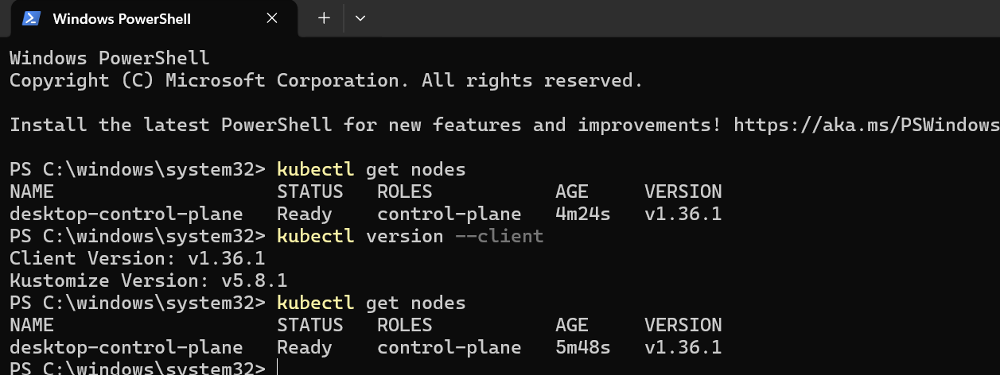 Windows PowerShell
Windows PowerShell
Copyright (C) Microsoft Corporation. All rights reserved.
Install the latest PowerShell for new features and improvements! https://aka.ms/PSWindows
PS C:\windows\system32> kubectl get nodes
NAME STATUS ROLES AGE VERSION
desktop-control-plane Ready control-plane 4m24s v1.36.1
PS C:\windows\system32> kubectl version --client
Client Version: v1.36.1
Kustomize Version: v5.8.1
PS C:\windows\system32> kubectl get nodes
NAME STATUS ROLES AGE VERSION
desktop-control-plane Ready control-plane 5m48s v1.36.1
PS C:\windows\system32>